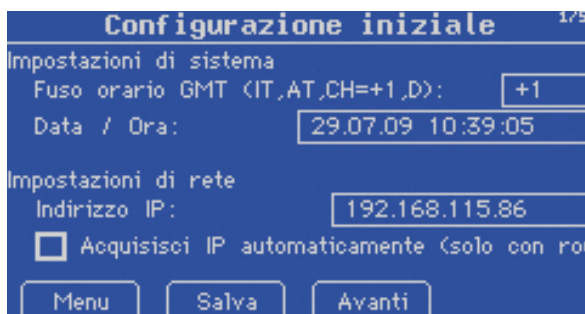 Configurazione iniziale
Impostazioni di sistema
Fuso orario GMT (IT,AT,CH=+1,D): +1
Data / Ora: 29.07.09 10:39:05
Impostazioni di rete
Indirizzo IP: 192.168.115.86
Acquisisci IP automaticamente (solo con
Menu Salva Avanti